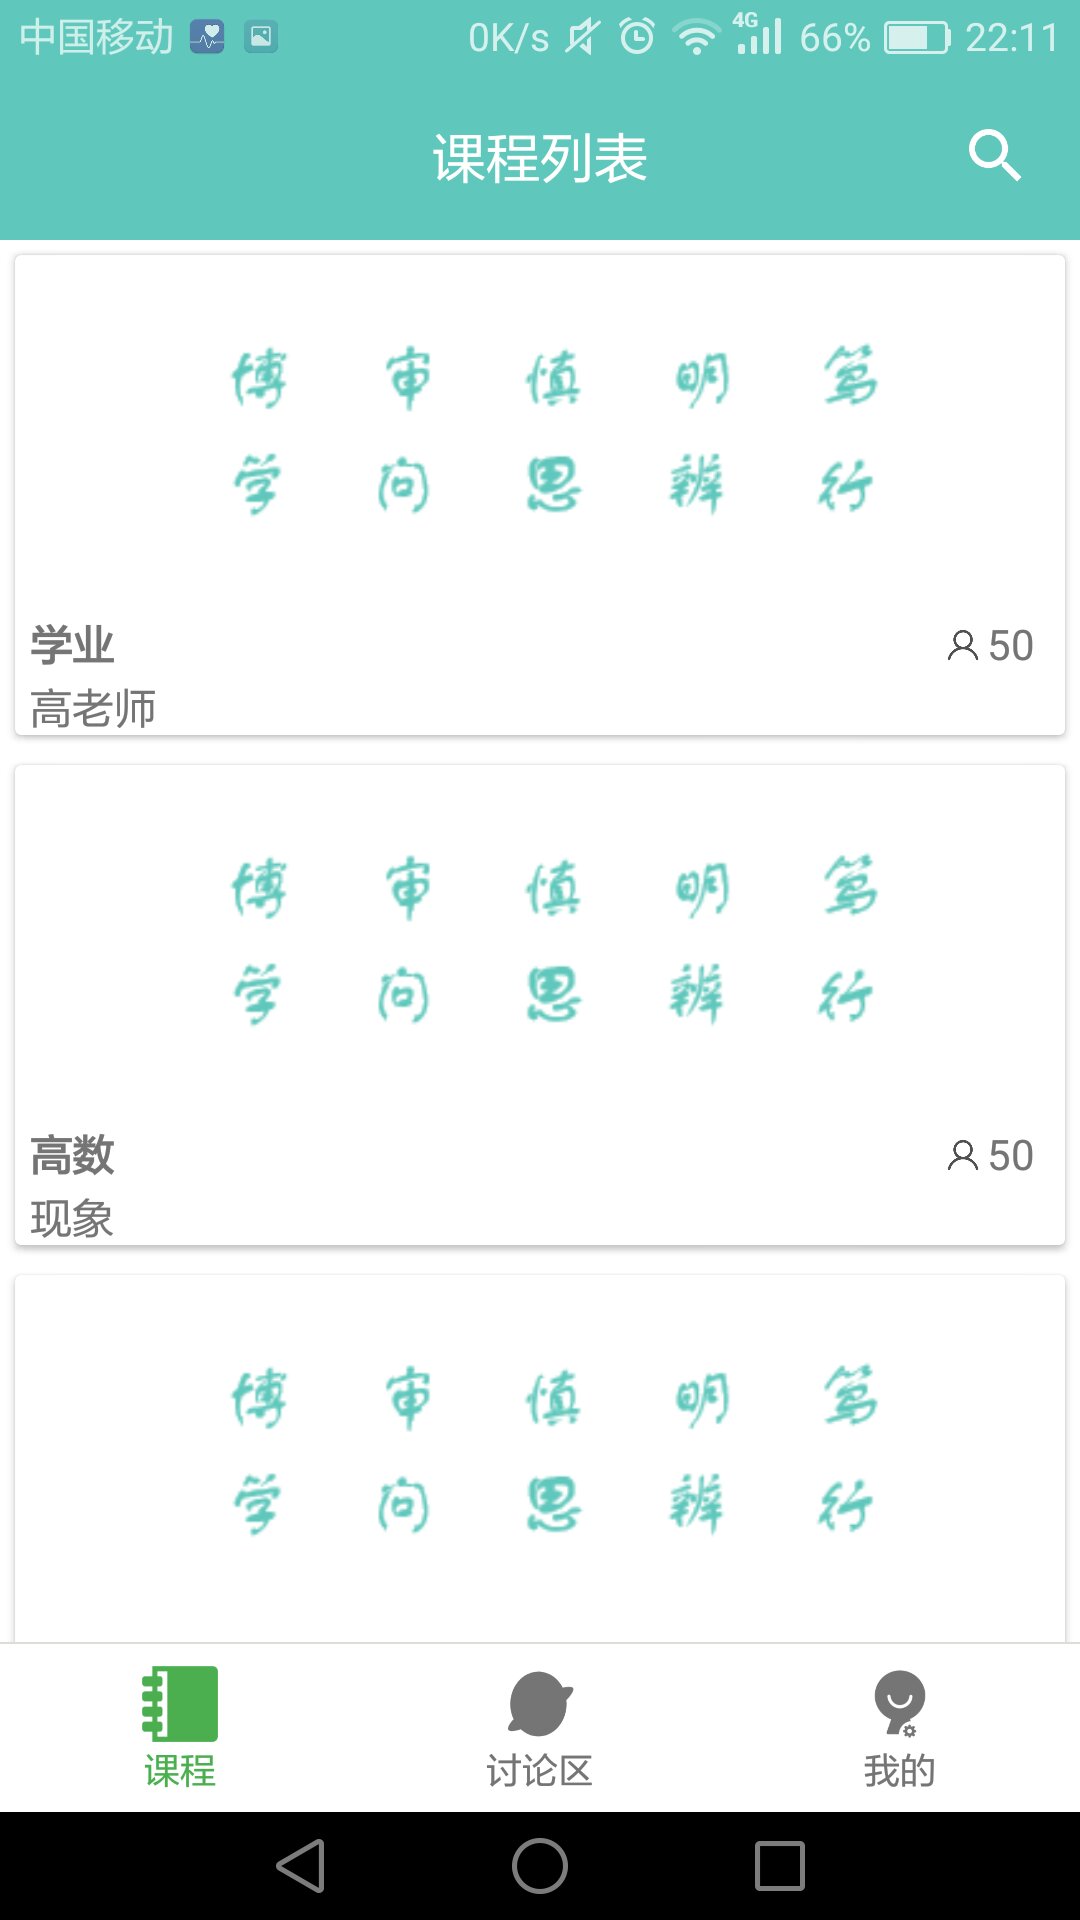 中国移动 0K/s 4G 66% 22:11
课程列表
博 审 慎 明 笃
学 问 思 辨 行
学业 50
高老师
博 审 慎 明 笃
学 问 思 辨 行
高数 50
现象
博 审 慎 明 笃
学 问 思 辨 行
课程 讨论区 我的